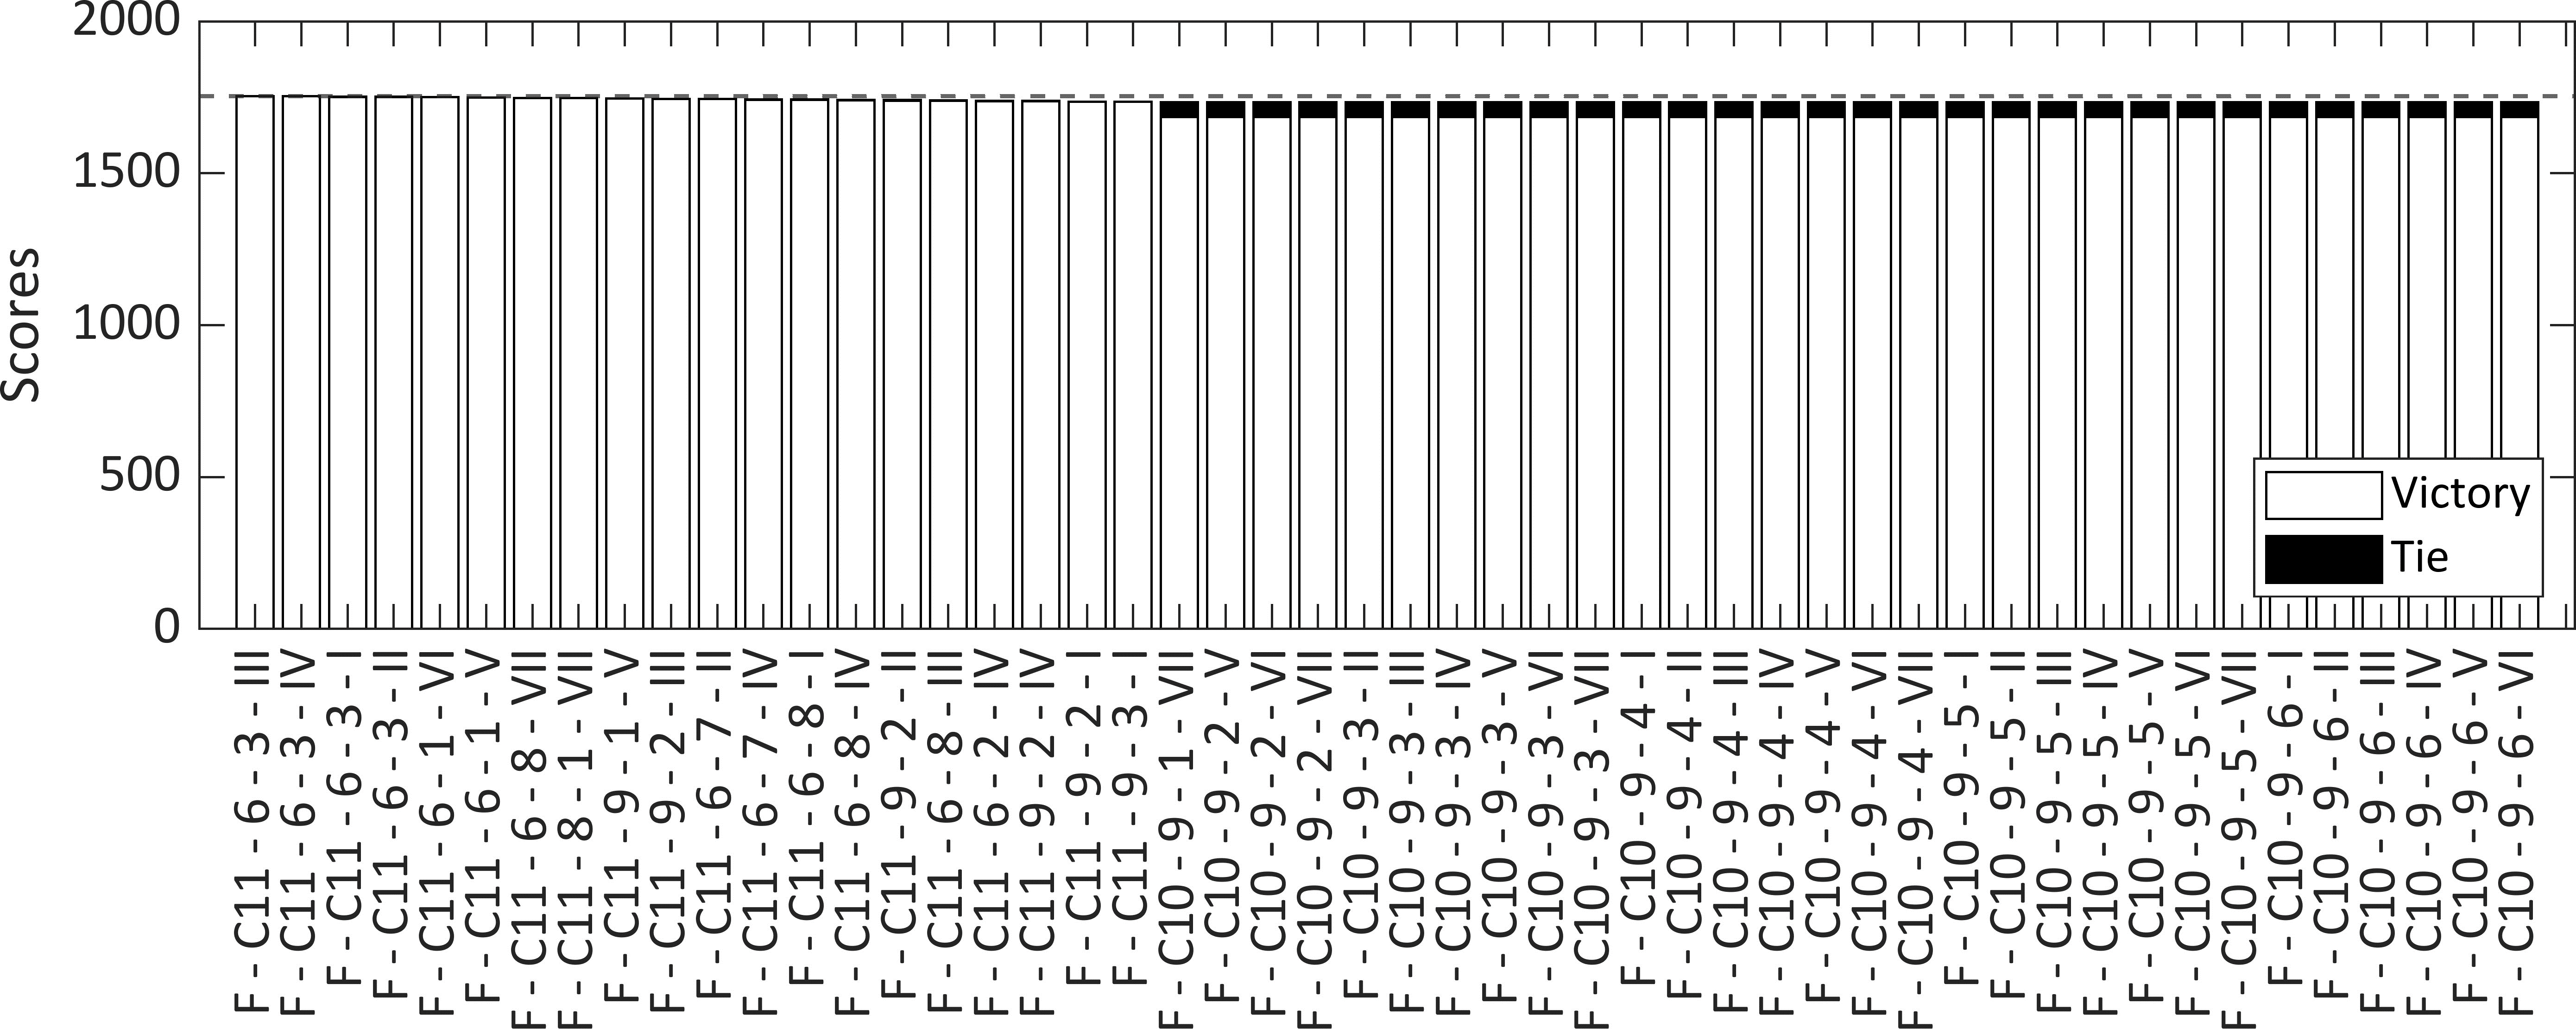 2000
1500
1000
500
0
Scores
Victory
Tie
F - C11 - 6 - 3 - III
F - C11 - 6 - 3 - IV
F - C11 - 6 - 3 - I
F - C11 - 6 - 3 - II
F - C11 - 6 - 1 - VI
F - C11 - 6 - 1 - V
F - C11 - 6 - 8 - VII
F - C11 - 8 - 1 - VII
F - C11 - 9 - 1 - V
F - C11 - 9 - 2 - III
F - C11 - 6 - 7 - II
F - C11 - 6 - 7 - IV
F - C11 - 6 - 8 - I
F - C11 - 6 - 8 - IV
F - C11 - 9 - 2 - II
F - C11 - 6 - 8 - III
F - C11 - 6 - 2 - IV
F - C11 - 9 - 2 - IV
F - C11 - 9 - 2 - I
F - C11 - 9 - 3 - I
F - C10 - 9 - 1 - VII
F - C10 - 9 - 2 - V
F - C10 - 9 - 2 - VI
F - C10 - 9 - 2 - VII
F - C10 - 9 - 3 - II
F - C10 - 9 - 3 - III
F - C10 - 9 - 3 - IV
F - C10 - 9 - 3 - V
F - C10 - 9 - 3 - VI
F - C10 - 9 - 3 - VII
F - C10 - 9 - 4 - I
F - C10 - 9 - 4 - II
F - C10 - 9 - 4 - III
F - C10 - 9 - 4 - IV
F - C10 - 9 - 4 - V
F - C10 - 9 - 4 - VI
F - C10 - 9 - 4 - VII
F - C10 - 9 - 5 - I
F - C10 - 9 - 5 - II
F - C10 - 9 - 5 - III
F - C10 - 9 - 5 - IV
F - C10 - 9 - 5 - V
F - C10 - 9 - 5 - VI
F - C10 - 9 - 5 - VII
F - C10 - 9 - 6 - I
F - C10 - 9 - 6 - II
F - C10 - 9 - 6 - III
F - C10 - 9 - 6 - IV
F - C10 - 9 - 6 - V
F - C10 - 9 - 6 - VI